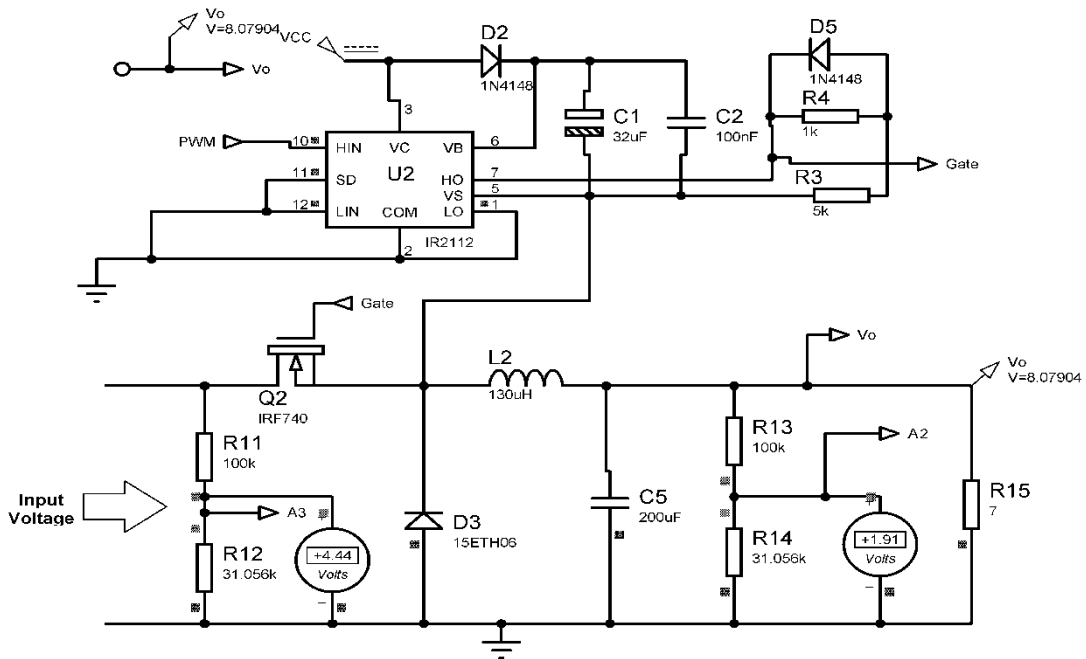 Vo
V=8.07904
Vo
VCC
D2
1N4148
D5
1N4148
R4
1k
C1
32uF
C2
100nF
3
PWM
10
HIN
VC
VB
6
U2
11
SD
HO
7
VS
5
12
LIN
COM
LO
1
2
IR2112
Gate
R3
5k
Gate
Q2
IRF740
L2
130uH
Vo
Vo
V=8.07904
R11
100k
R13
100k
A2
Input
Voltage
A3
R12
31.056k
+4.44
Volts
D3
15ETH06
C5
200uF
R14
31.056k
+1.91
Volts
R15
7